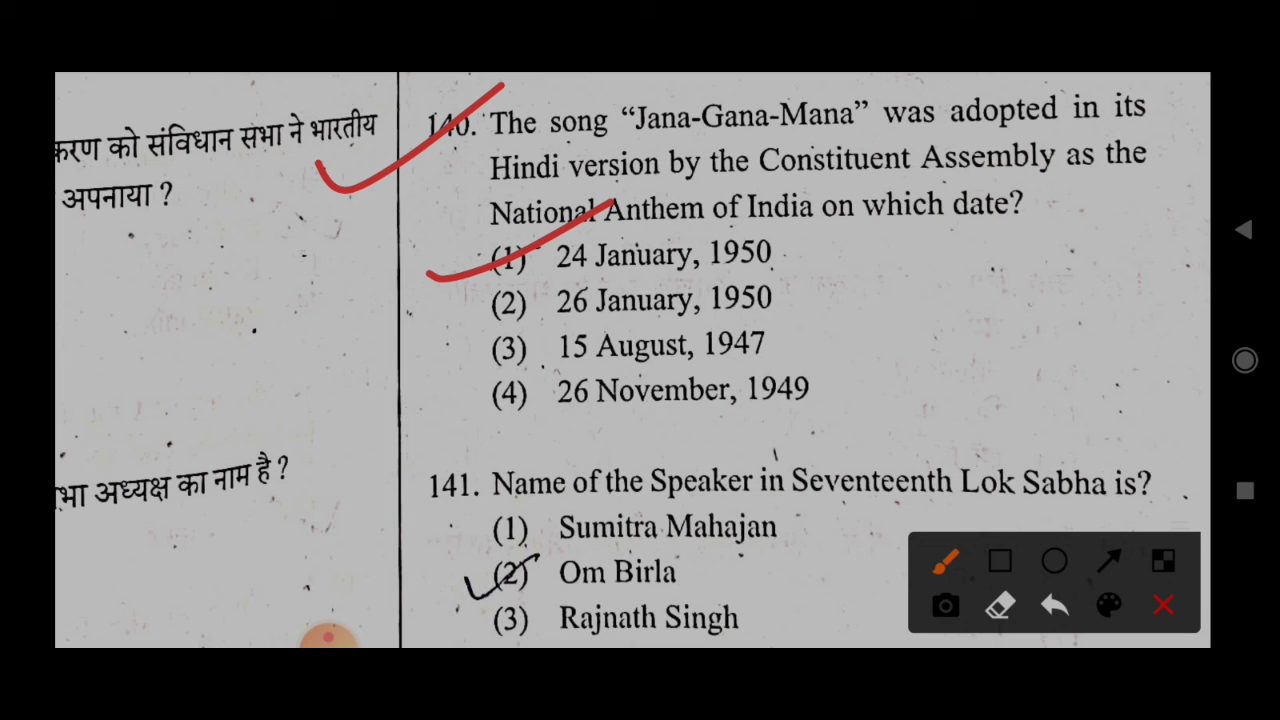 करण को संविधान सभा ने भारतीय
अपनाया ?
भा अध्यक्ष का नाम है ?
140. The song “Jana-Gana-Mana” was adopted in its
Hindi version by the Constituent Assembly as the
National Anthem of India on which date?
(1) 24 January, 1950
(2) 26 January, 1950
(3) 15 August, 1947
(4) 26 November, 1949
141. Name of the Speaker in Seventeenth Lok Sabha is?
(1) Sumitra Mahajan
(2) Om Birla
(3) Rajnath Singh